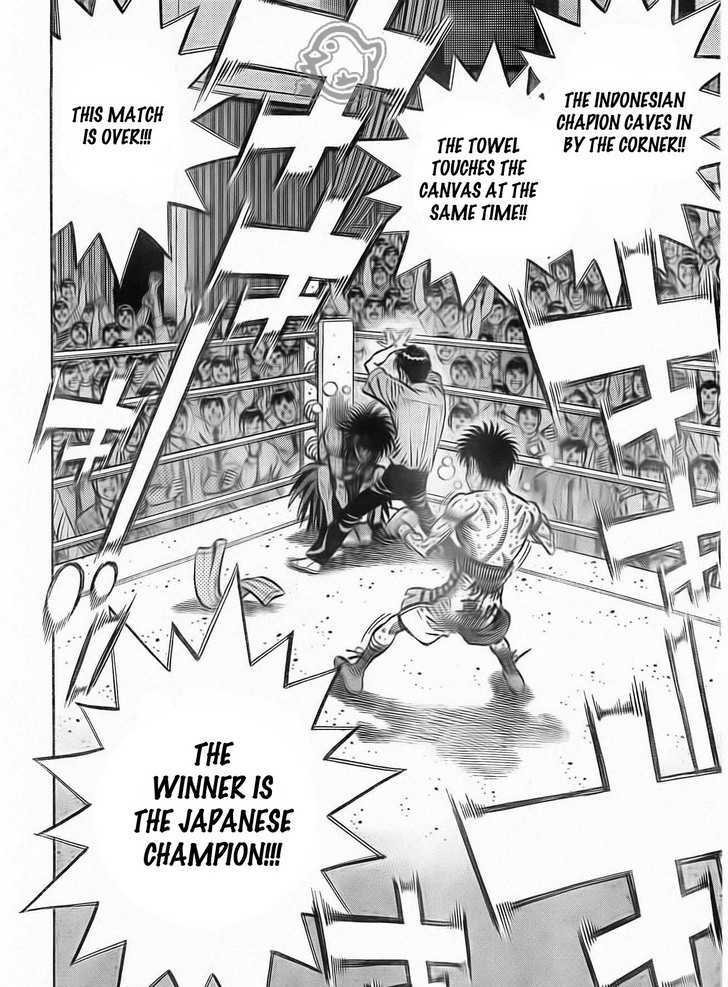 THE INDONESIAN
CHAPION CAVES IN
BY THE CORNER!!
THE TOWEL
TOUCHES THE
CANVAS AT THE
SAME TIME!!
THIS MATCH
IS OVER!!!
THE
WINNER IS
THE JAPANESE
CHAMPION!!!